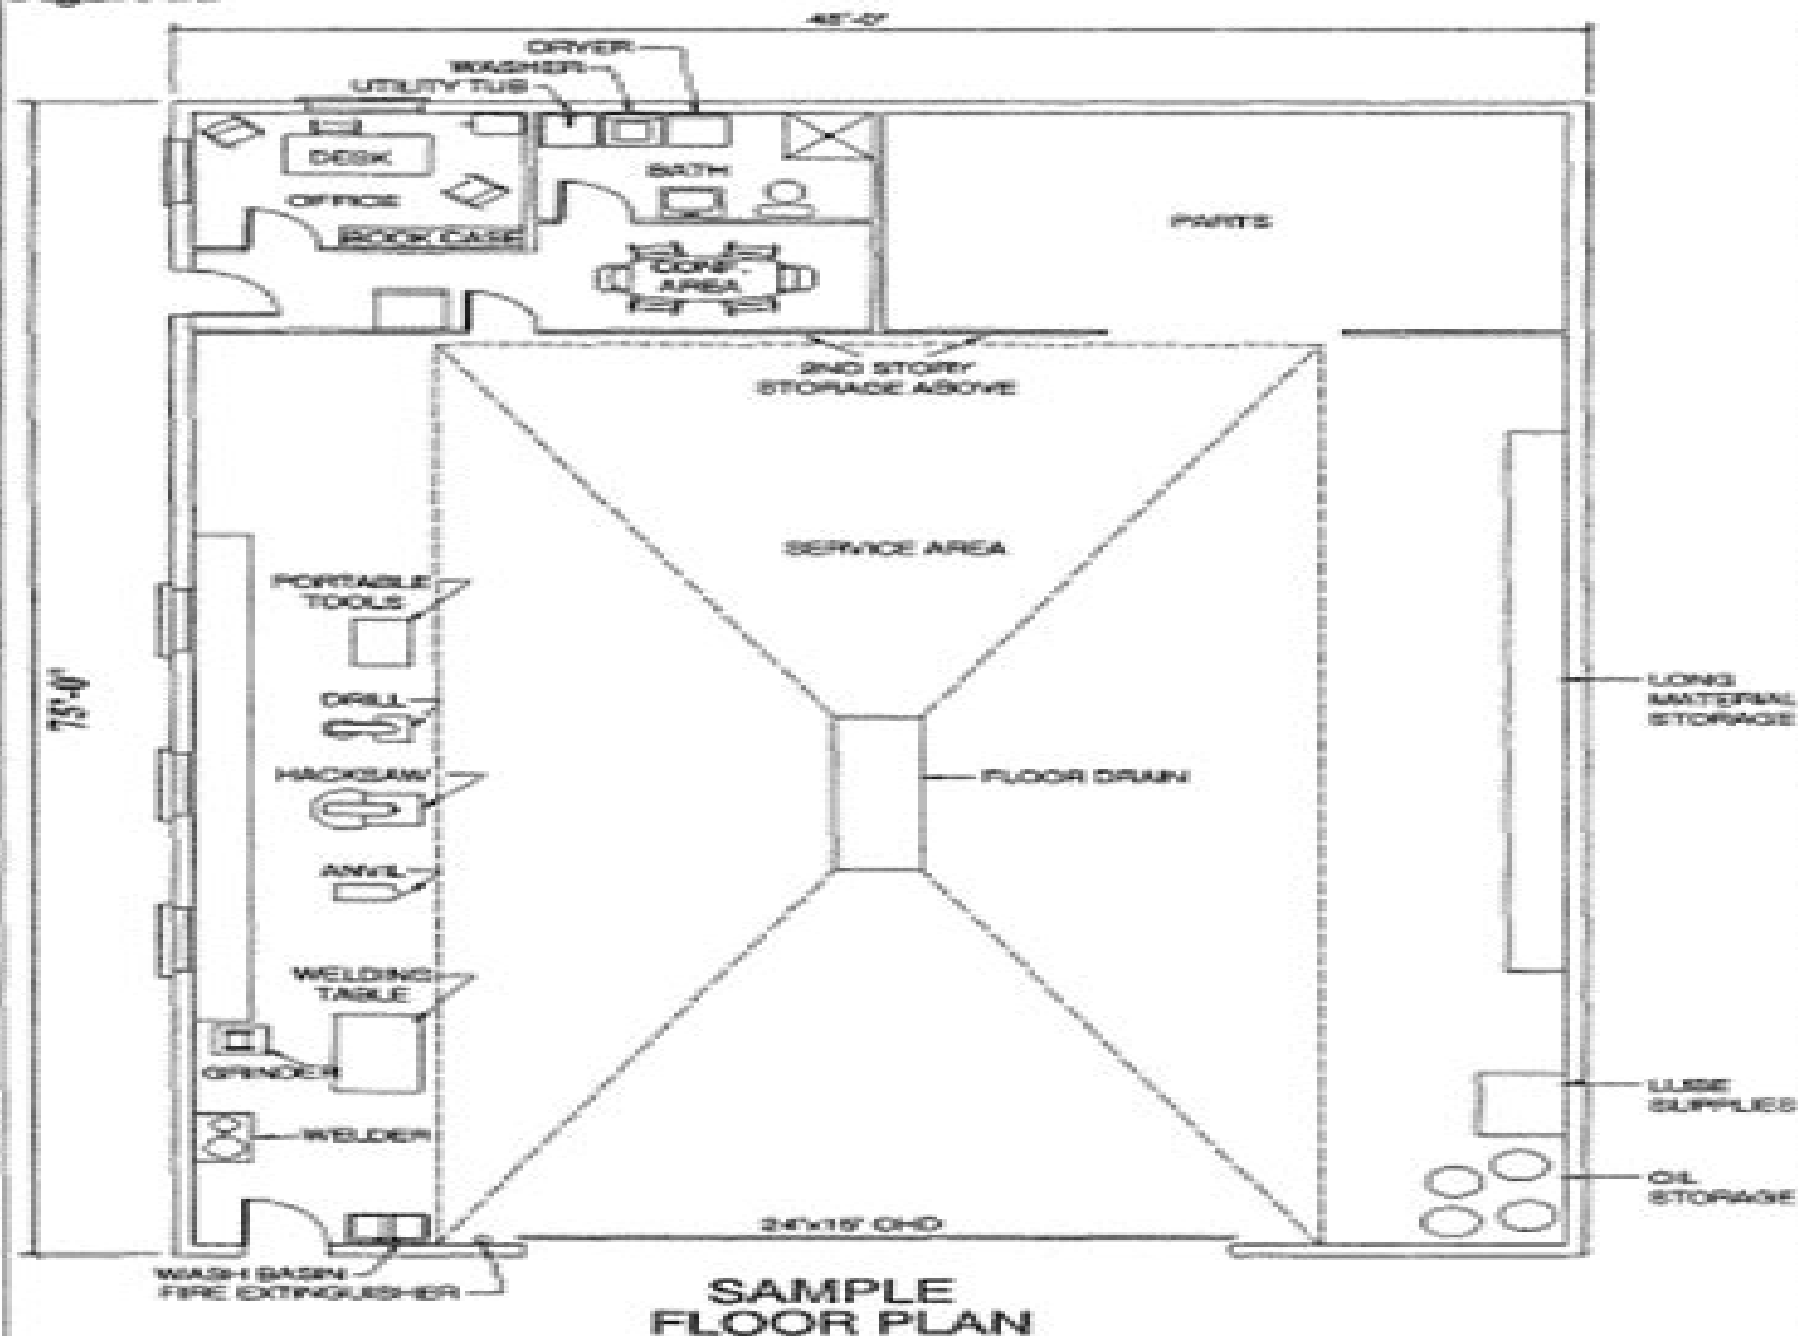 DRYER
WASHER
UTILITY TUB
DESK
BATH
OFFICE
PARTS
BOOK CASE
CONF.
AREA
2ND STORY
STORAGE ABOVE
SERVICE AREA
PORTABLE
TOOLS
75'-0"
LONG
MATERIAL
STORAGE
DRILL
HACKSAW
FLOOR DRAIN
ANVIL
WELDING
TABLE
GRINDER
LUBE
SUPPLIES
WELDER
OIL
STORAGE
OHD
WASH BASIN
FIRE EXTINGUISHER
SAMPLE
FLOOR PLAN